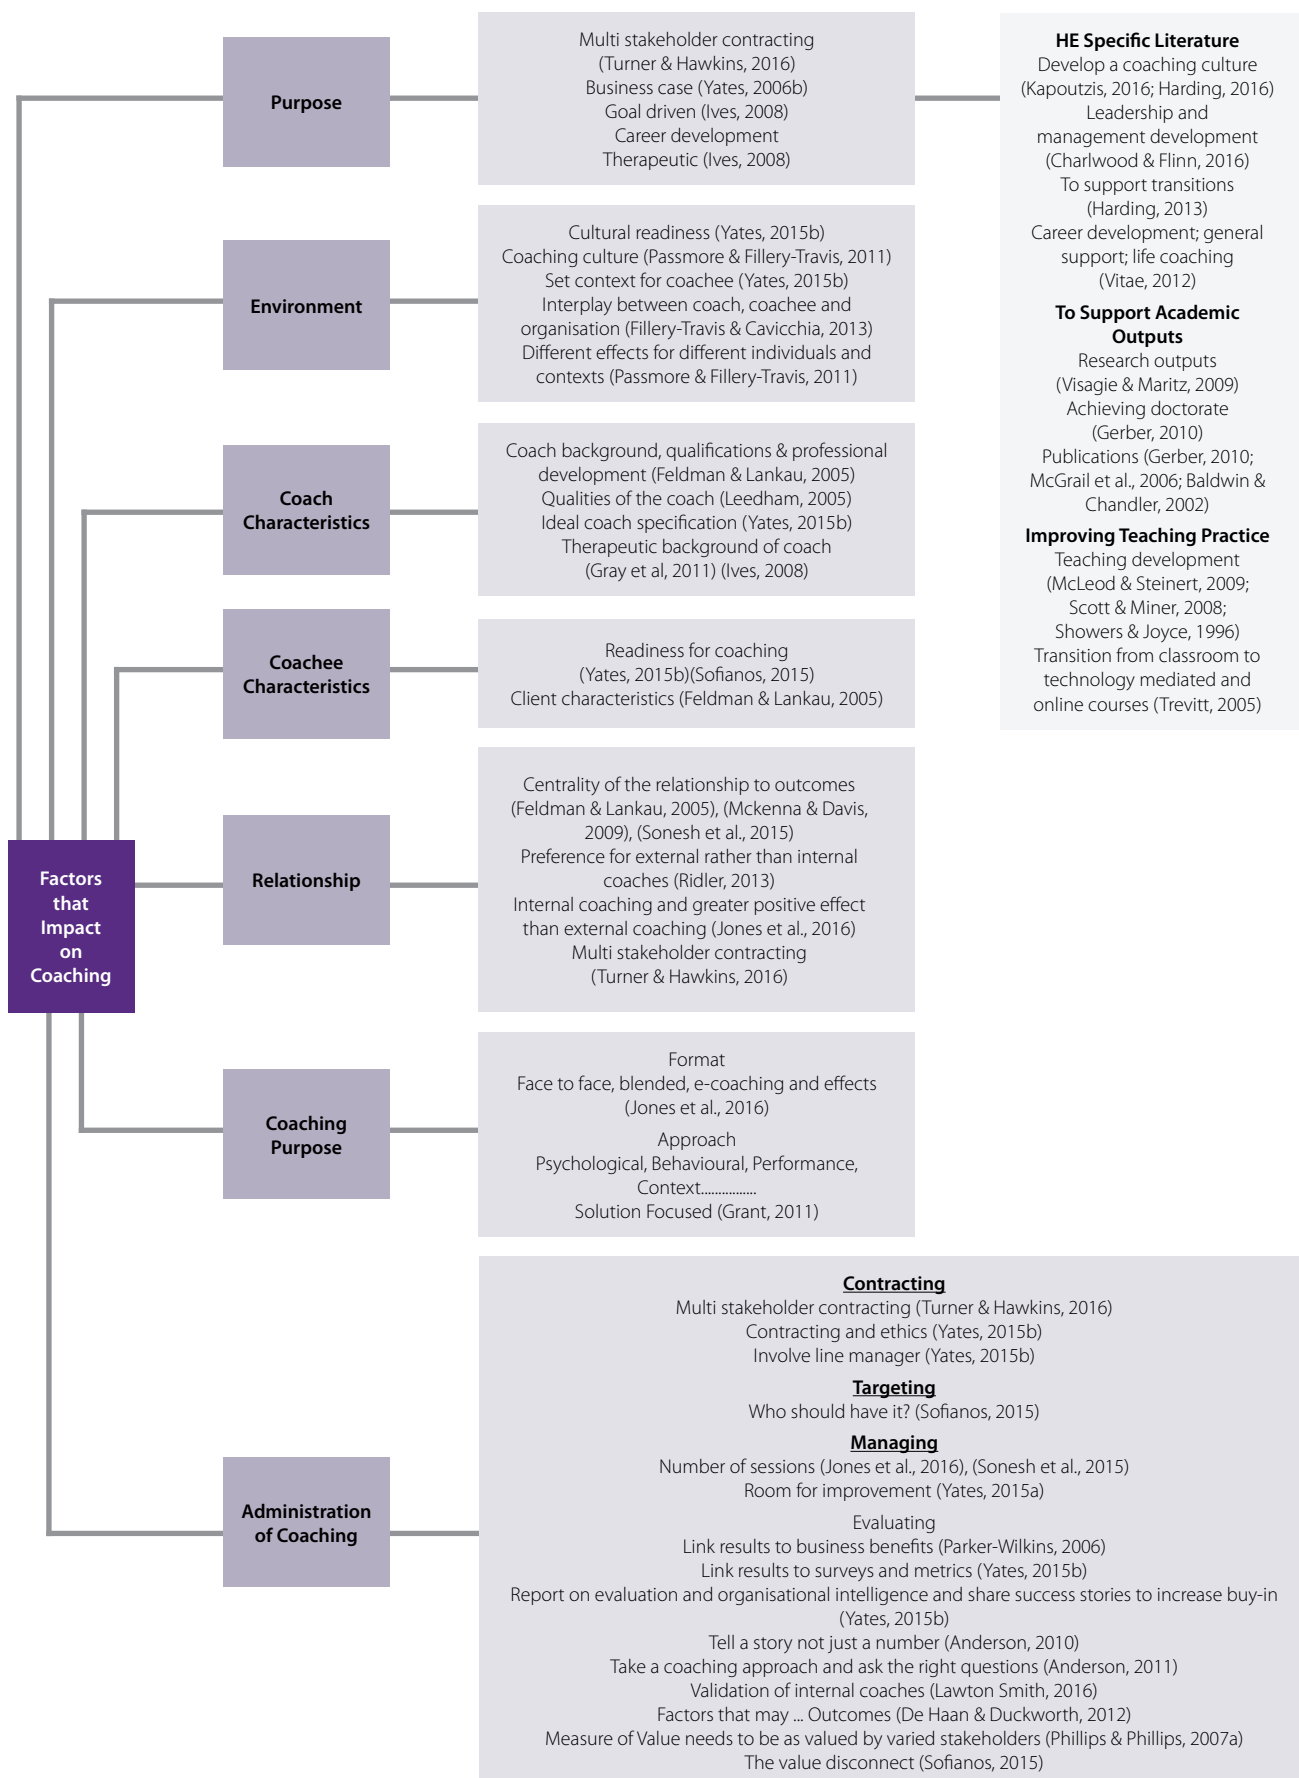 Factors
that
Impact
on
Coaching
Purpose
Multi stakeholder contracting
(Turner & Hawkins, 2016)
Business case (Yates, 2006b)
Goal driven (Ives, 2008)
Career development
Therapeutic (Ives, 2008)
HE Specific Literature
Develop a coaching culture
(Kapoutzis, 2016; Harding, 2016)
Leadership and
management development
(Charlwood & Flinn, 2016)
To support transitions
(Harding, 2013)
Career development; general
support; life coaching
(Vitae, 2012)
To Support Academic
Outputs
Research outputs
(Visagie & Maritz, 2009)
Achieving doctorate
(Gerber, 2010)
Publications (Gerber, 2010;
McGrail et al., 2006; Baldwin &
Chandler, 2002)
Improving Teaching Practice
Teaching development
(McLeod & Steinert, 2009;
Scott & Miner, 2008;
Showers & Joyce, 1996)
Transition from classroom to
technology mediated and
online courses (Trevitt, 2005)
Environment
Cultural readiness (Yates, 2015b)
Coaching culture (Passmore & Fillery-Travis, 2011)
Set context for coachee (Yates, 2015b)
Interplay between coach, coachee and
organisation (Fillery-Travis & Cavicchia, 2013)
Different effects for different individuals and
contexts (Passmore & Fillery-Travis, 2011)
Coach
Characteristics
Coach background, qualifications & professional
development (Feldman & Lankau, 2005)
Qualities of the coach (Leedham, 2005)
Ideal coach specification (Yates, 2015b)
Therapeutic background of coach
(Gray et al, 2011) (Ives, 2008)
Coachee
Characteristics
Readiness for coaching
(Yates, 2015b)(Sofianos, 2015)
Client characteristics (Feldman & Lankau, 2005)
Relationship
Centrality of the relationship to outcomes
(Feldman & Lankau, 2005), (Mckenna & Davis,
2009), (Sonesh et al., 2015)
Preference for external rather than internal
coaches (Ridler, 2013)
Internal coaching and greater positive effect
than external coaching (Jones et al., 2016)
Multi stakeholder contracting
(Turner & Hawkins, 2016)
Coaching
Purpose
Format
Face to face, blended, e-coaching and effects
(Jones et al., 2016)
Approach
Psychological, Behavioural, Performance,
Context.................
Solution Focused (Grant, 2011)
Administration
of Coaching
Contracting
Multi stakeholder contracting (Turner & Hawkins, 2016)
Contracting and ethics (Yates, 2015b)
Involve line manager (Yates, 2015b)
Targeting
Who should have it? (Sofianos, 2015)
Managing
Number of sessions (Jones et al., 2016), (Sonesh et al., 2015)
Room for improvement (Yates, 2015a)
Evaluating
Link results to business benefits (Parker-Wilkins, 2006)
Link results to surveys and metrics (Yates, 2015b)
Report on evaluation and organisational intelligence and share success stories to increase buy-in
(Yates, 2015b)
Tell a story not just a number (Anderson, 2010)
Take a coaching approach and ask the right questions (Anderson, 2011)
Validation of internal coaches (Lawton Smith, 2016)
Factors that may ... Outcomes (De Haan & Duckworth, 2012)
Measure of Value needs to be as valued by varied stakeholders (Phillips & Phillips, 2007a)
The value disconnect (Sofianos, 2015)